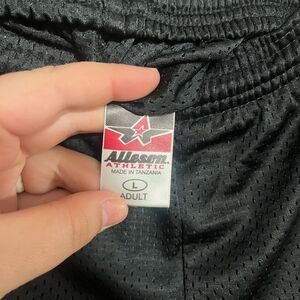 Alleson
ATHLETIC
MADE IN TANZANIA
L
ADULT